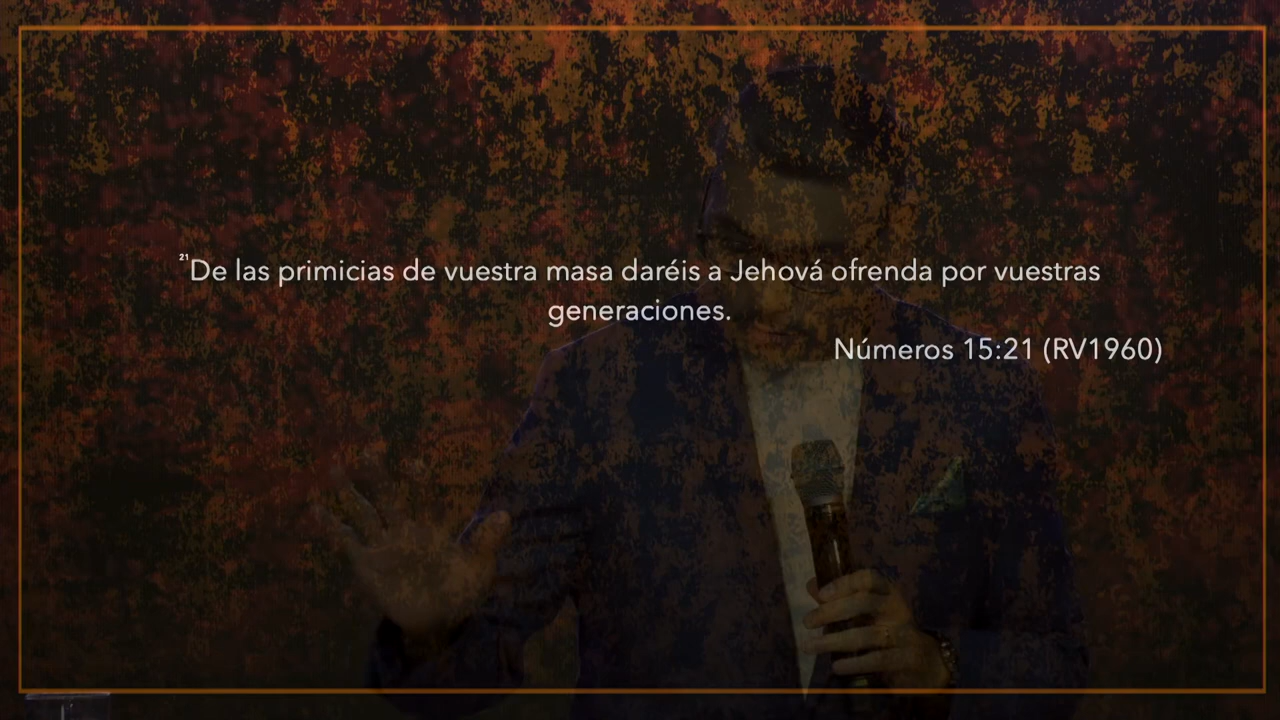 ²¹De las primicias de vuestra masa daréis a Jehová ofrenda por vuestras
generaciones.
Números 15:21 (RV1960)